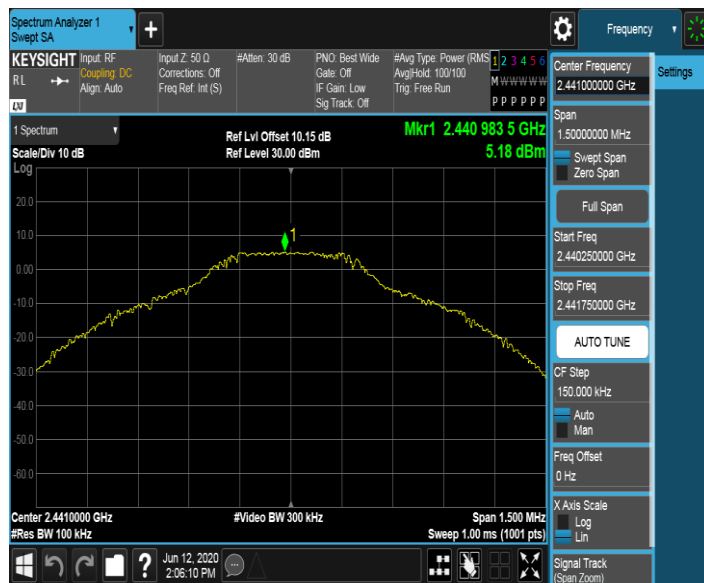 Spectrum Analyzer 1
Swept SA
+
Frequency
KEYSIGHT
RL
LXI
Input: RF
Coupling: DC
Align: Auto
Input Z: 50 Ω
Corrections: Off
Freq Ref: Int (S)
#Atten: 30 dB
PNO: Best Wide
Gate: Off
IF Gain: Low
Sig Track: Off
#Avg Type: Power (RMS
Avg|Hold: 100/100
Trig: Free Run
1 2 3 4 5 6
M W W W W W
P P P P P P
1 Spectrum
Scale/Div 10 dB
Log
Ref Lvl Offset 10.15 dB
Ref Level 30.00 dBm
Mkr1 2.440 983 5 GHz
5.18 dBm
20.0
10.0
0.00
-10.0
-20.0
-30.0
-40.0
-50.0
-60.0
1
Center 2.4410000 GHz
#Res BW 100 kHz
#Video BW 300 kHz
Span 1.500 MHz
Sweep 1.00 ms (1001 pts)
Center Frequency
2.441000000 GHz
Settings
Span
1.50000000 MHz
Swept Span
Zero Span
Full Span
Start Freq
2.440250000 GHz
Stop Freq
2.441750000 GHz
AUTO TUNE
CF Step
150.000 kHz
Auto
Man
Freq Offset
0 Hz
X Axis Scale
Log
Lin
Signal Track
(Span Zoom)
?
Jun 12, 2020
2:06:10 PM